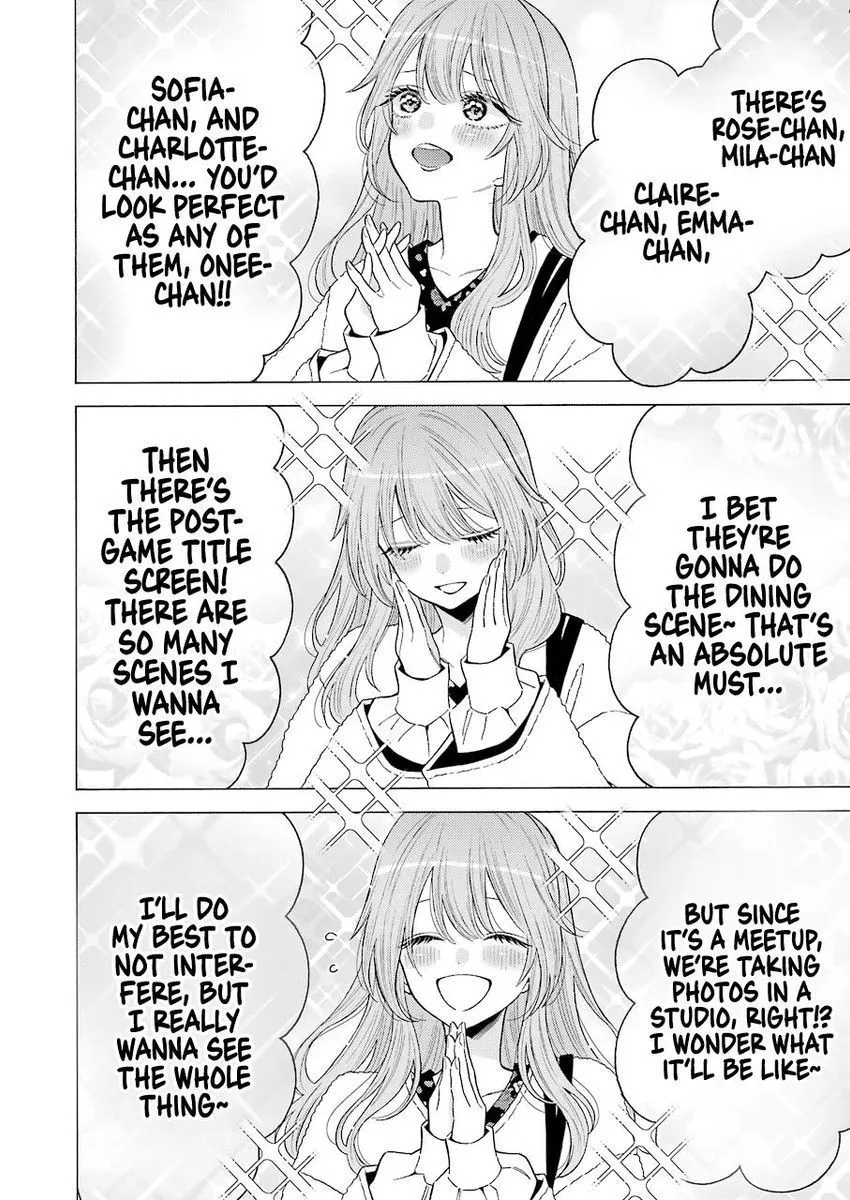 THERE'S
ROSE-CHAN,
MILA-CHAN
CLAIRE-
CHAN, EMMA-
CHAN,
SOFIA-
CHAN, AND
CHARLOTTE-
CHAN... YOU'D
LOOK PERFECT
AS ANY OF
THEM, ONEE-
CHAN!!
I BET
THEY'RE
GONNA DO
THE DINING
SCENE~ THAT'S
AN ABSOLUTE
MUST...
THEN
THERE'S
THE POST-
GAME TITLE
SCREEN!
THERE ARE
SO MANY
SCENES I
WANNA
SEE...
BUT SINCE
IT'S A MEETUP,
WE'RE TAKING
PHOTOS IN A
STUDIO, RIGHT!?
I WONDER WHAT
IT'LL BE LIKE~
I'LL DO
MY BEST TO
NOT INTER-
FERE, BUT
I REALLY
WANNA SEE
THE WHOLE
THING~